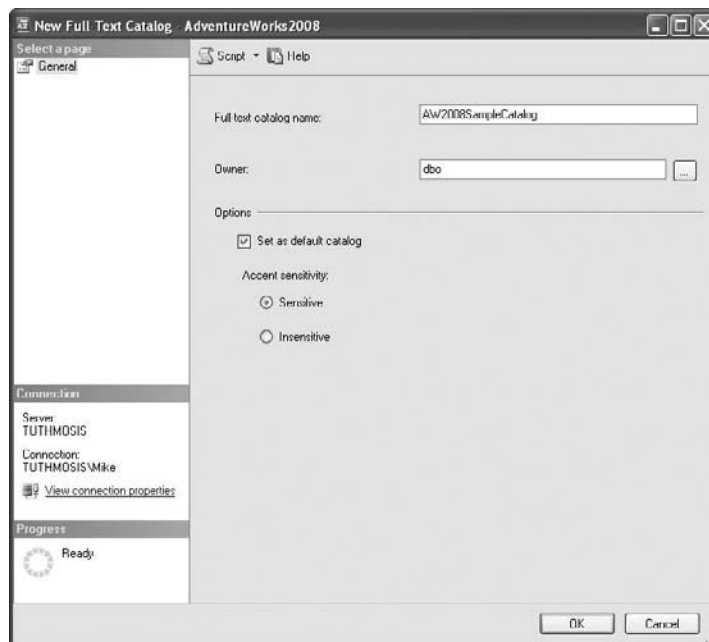 New Full Text Catalog - AdventureWorks2008
Select a page
General
Script Help
Full-text catalog name: AW2008SampleCatalog
Owner: dbo ...
Options
Set as default catalog
Accent sensitivity:
Sensitive
Insensitive
Connection
Server:
TUTHMOSIS
Connection:
TUTHMOSIS\Mike
View connection properties
Progress
Ready
OK Cancel